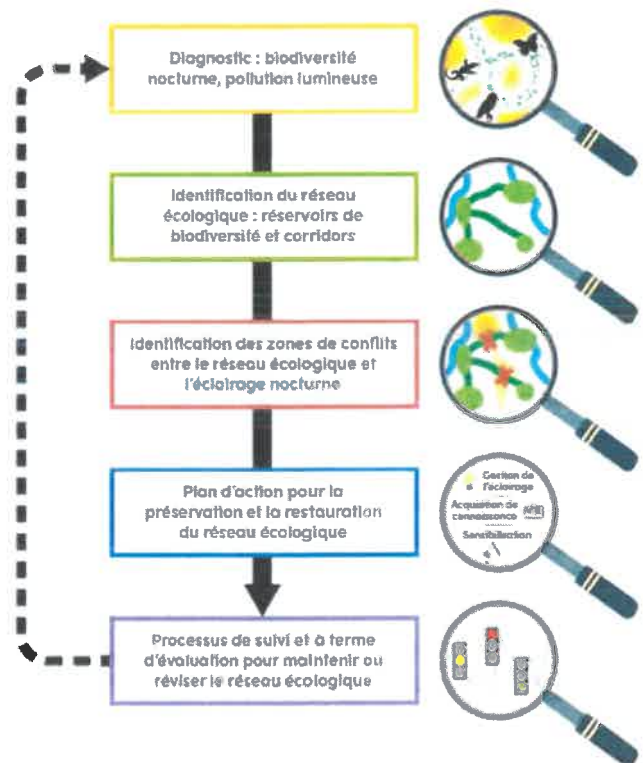 Diagnostic : biodiversité
nocturne, pollution lumineuse
Identification du réseau
écologique : réservoirs de
biodiversité et corridors
Identification des zones de conflits
entre le réseau écologique et
l'éclairage nocturne
Plan d'action pour la
préservation et la restauration
du réseau écologique
Gestion de
l'éclairage
Acquisition de
connaissance
Sensibilisation
Processus de suivi et à terme
d'évaluation pour maintenir ou
réviser le réseau écologique